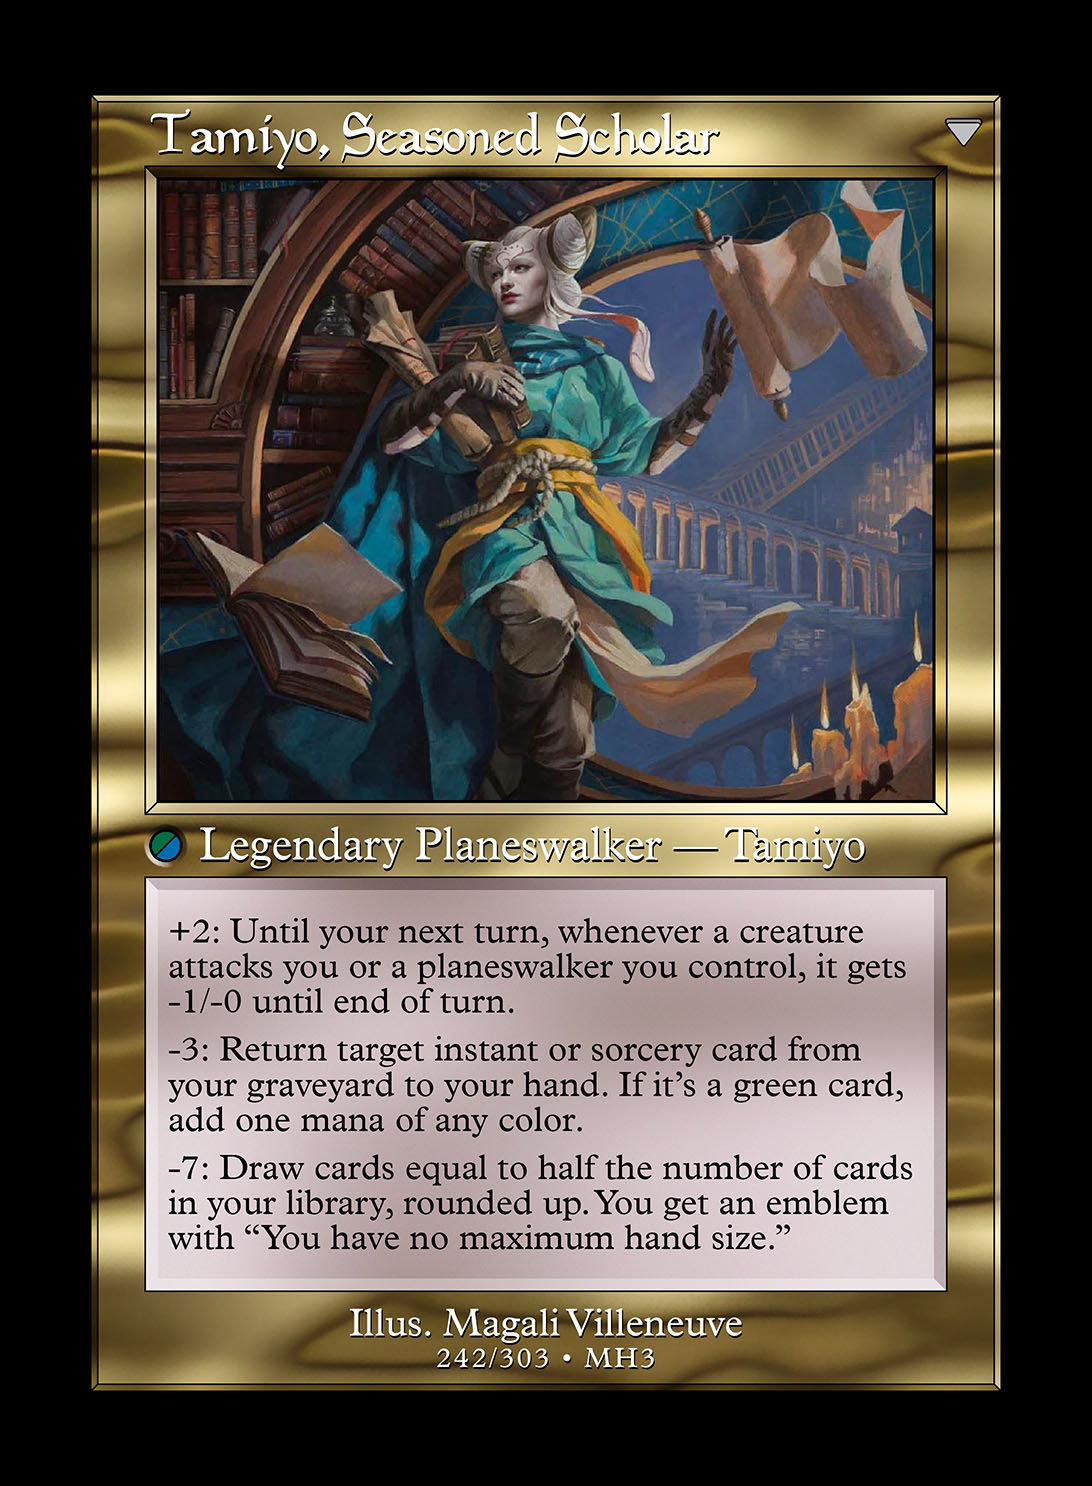 Tamiyo, Seasoned Scholar
Legendary Planeswalker — Tamiyo
+2: Until your next turn, whenever a creature
attacks you or a planeswalker you control, it gets
-1/-0 until end of turn.
-3: Return target instant or sorcery card from
your graveyard to your hand. If it's a green card,
add one mana of any color.
-7: Draw cards equal to half the number of cards
in your library, rounded up. You get an emblem
with “You have no maximum hand size.”
Illus. Magali Villeneuve
242/303 • MH3